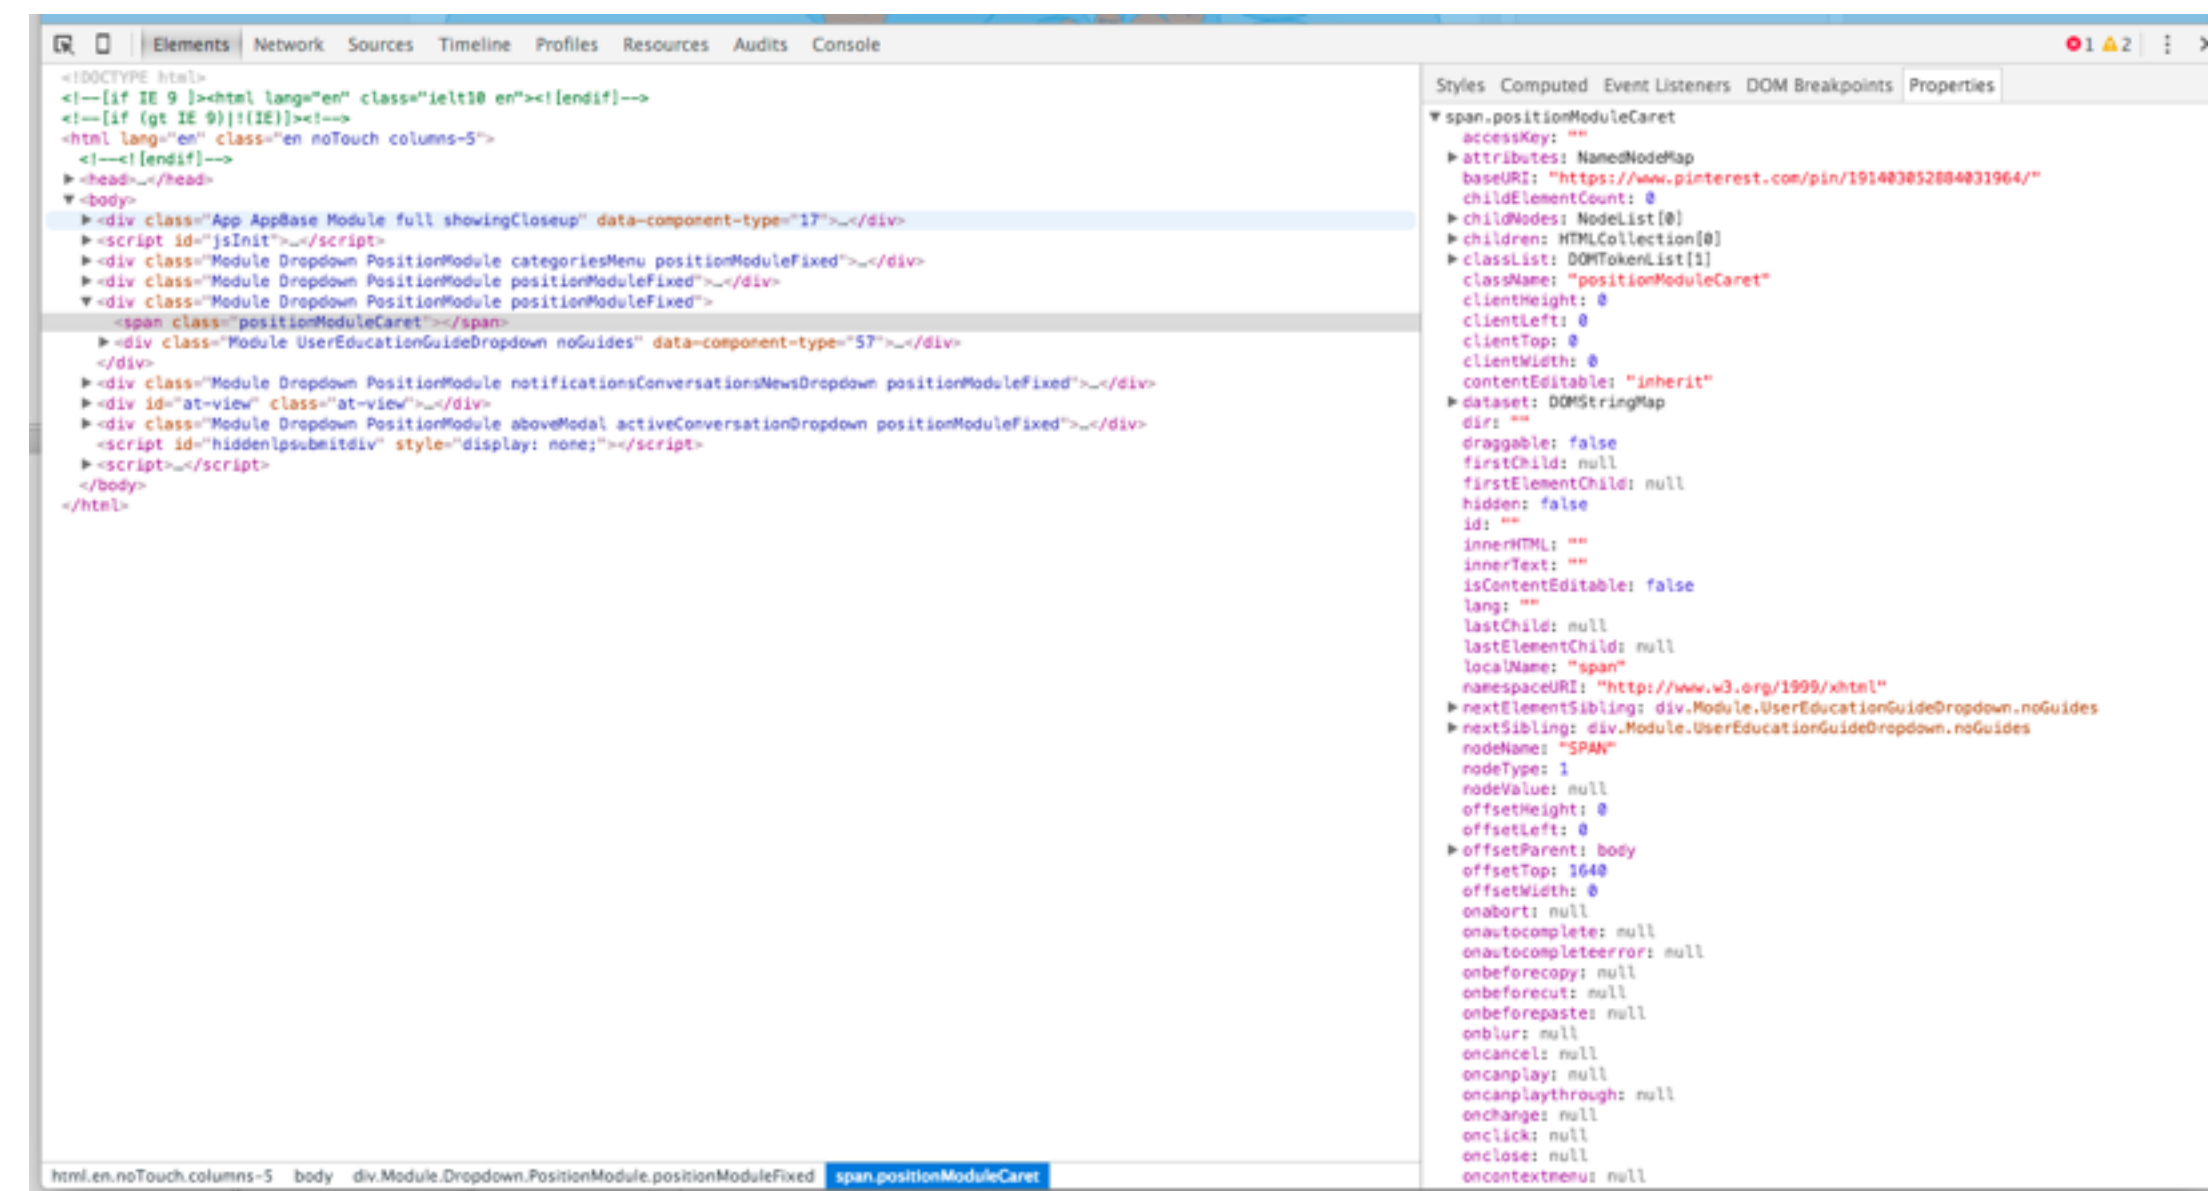 Elements Network Sources Timeline Profiles Resources Audits Console 1 2
<!DOCTYPE html>
<!--[if IE 9 ]><html lang="en" class="ielt10 en"><![endif]-->
<!--[if (gt IE 9)|!(IE)]><!-->
<html lang="en" class="en noTouch columns-5">
<!--<![endif]-->
<head>…</head>
<body>
<div class="App AppBase Module full showingCloseup" data-component-type="17">…</div>
<script id="jsInit">…</script>
<div class="Module Dropdown PositionModule categoriesMenu positionModuleFixed">…</div>
<div class="Module Dropdown PositionModule positionModuleFixed">…</div>
<div class="Module Dropdown PositionModule positionModuleFixed">
<span class="positionModuleCaret"></span>
<div class="Module UserEducationGuideDropdown noGuides" data-component-type="57">…</div>
</div>
<div class="Module Dropdown PositionModule notificationsConversationsNewsDropdown positionModuleFixed">…</div>
<div id="at-view" class="at-view">…</div>
<div class="Module Dropdown PositionModule aboveModal activeConversationDropdown positionModuleFixed">…</div>
<script id="hiddenlpsubmitdiv" style="display: none;"></script>
<script>…</script>
</body>
</html>
html.en.noTouch.columns-5 body div.Module.Dropdown.PositionModule.positionModuleFixed span.positionModuleCaret
Styles Computed Event Listeners DOM Breakpoints Properties
span.positionModuleCaret
accessKey: ""
attributes: NamedNodeMap
baseURI: "https://www.pinterest.com/pin/191403052884031964/"
childElementCount: 0
childNodes: NodeList[0]
children: HTMLCollection[0]
classList: DOMTokenList[1]
className: "positionModuleCaret"
clientHeight: 0
clientLeft: 0
clientTop: 0
clientWidth: 0
contentEditable: "inherit"
dataset: DOMStringMap
dir: ""
draggable: false
firstChild: null
firstElementChild: null
hidden: false
id: ""
innerHTML: ""
innerText: ""
isContentEditable: false
lang: ""
lastChild: null
lastElementChild: null
localName: "span"
namespaceURI: "http://www.w3.org/1999/xhtml"
nextElementSibling: div.Module.UserEducationGuideDropdown.noGuides
nextSibling: div.Module.UserEducationGuideDropdown.noGuides
nodeName: "SPAN"
nodeType: 1
nodeValue: null
offsetHeight: 0
offsetLeft: 0
offsetParent: body
offsetTop: 1640
offsetWidth: 0
onabort: null
onautocomplete: null
onautocompleteerror: null
onbeforecopy: null
onbeforecut: null
onbeforepaste: null
onblur: null
oncancel: null
oncanplay: null
oncanplaythrough: null
onchange: null
onclick: null
onclose: null
oncontextmenu: null